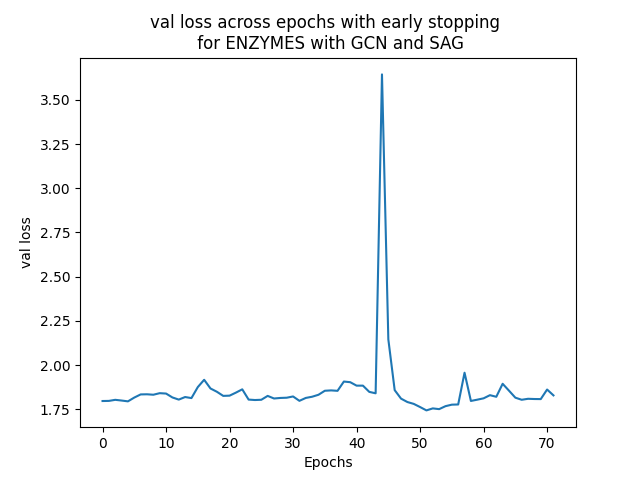 val loss across epochs with early stopping
for ENZYMES with GCN and SAG
3.50
3.25
3.00
2.75
2.50
2.25
2.00
1.75
val loss
0 10 20 30 40 50 60 70
Epochs